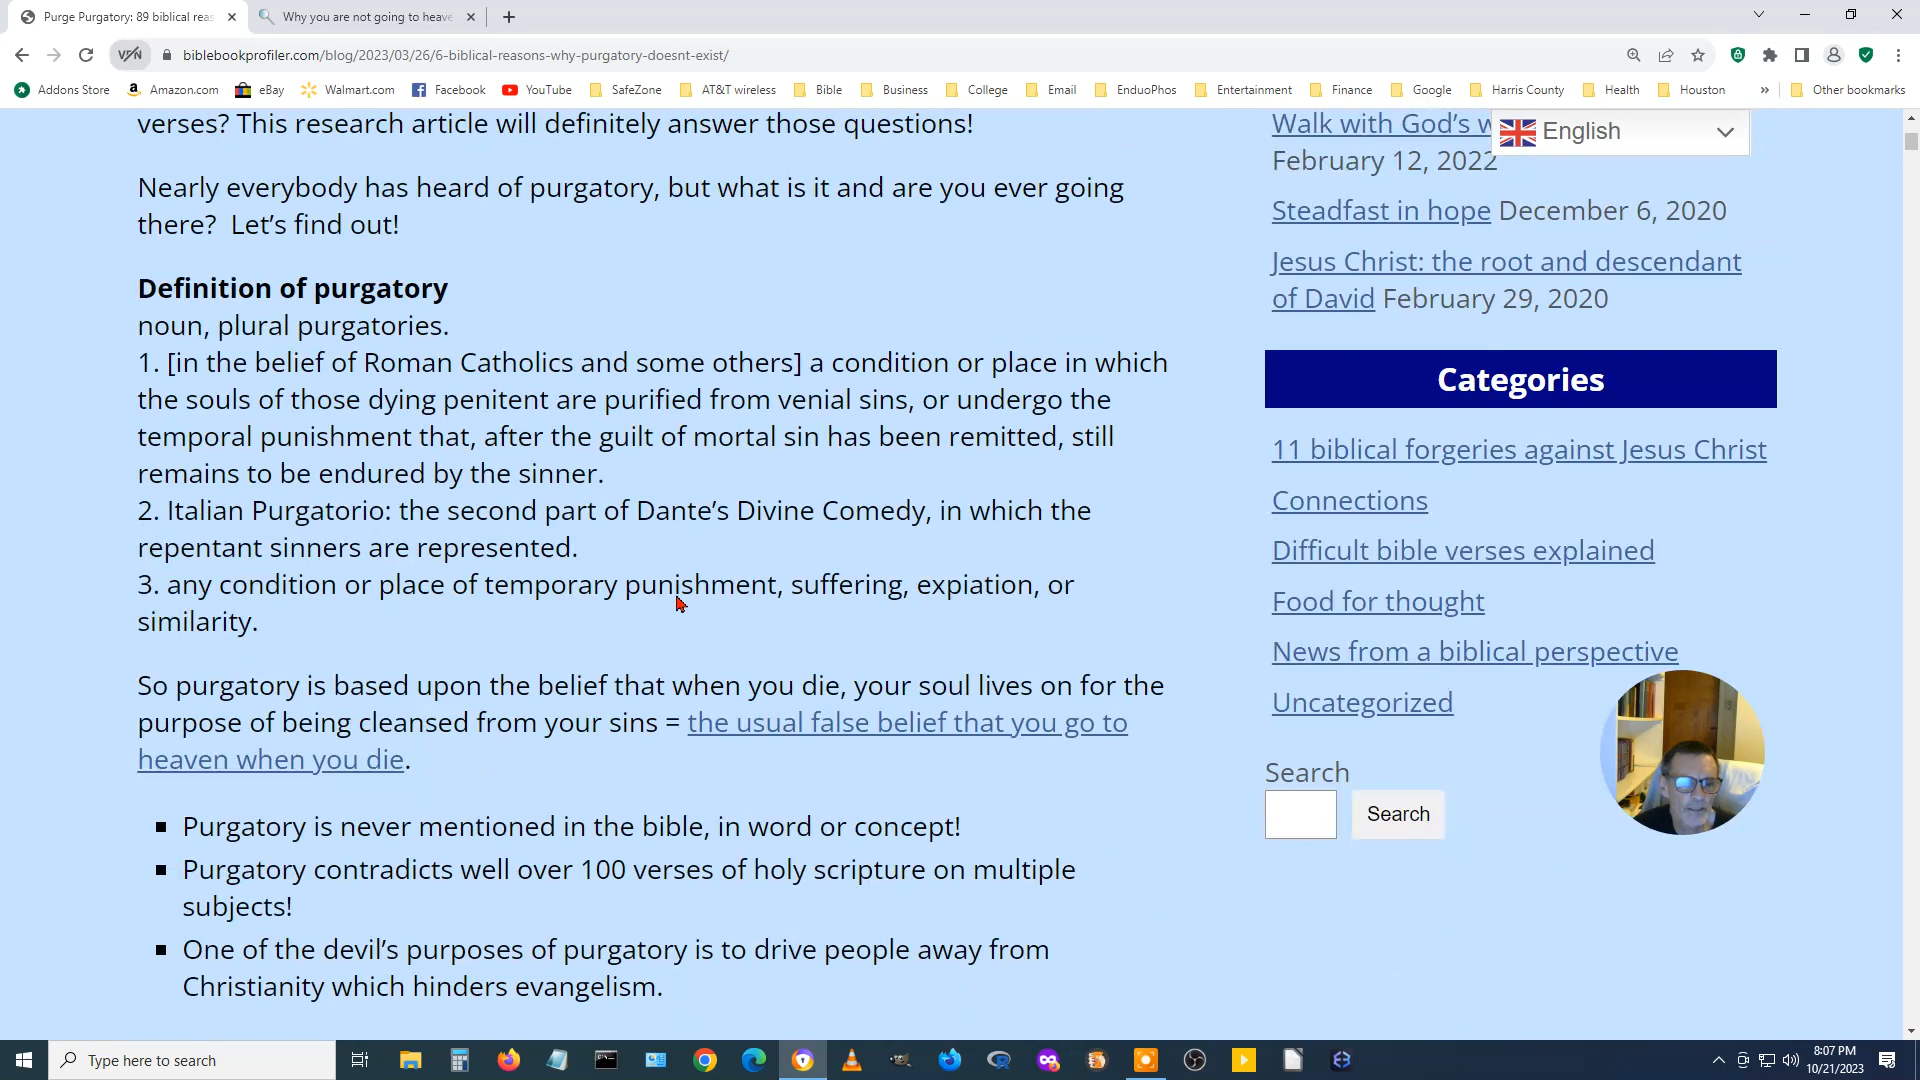 Purge Purgatory: 89 biblical reas
Why you are not going to heave
biblebookprofiler.com/blog/2023/03/26/6-biblical-reasons-why-purgatory-doesnt-exist/
Addons Store Amazon.com eBay Walmart.com Facebook YouTube SafeZone AT&T wireless Bible Business College Email EnduoPhos Entertainment Finance Google Harris County Health Houston » Other bookmarks
verses? This research article will definitely answer those questions!
Nearly everybody has heard of purgatory, but what is it and are you ever going
there? Let’s find out!
Definition of purgatory
noun, plural purgatories.
1. [in the belief of Roman Catholics and some others] a condition or place in which
the souls of those dying penitent are purified from venial sins, or undergo the
temporal punishment that, after the guilt of mortal sin has been remitted, still
remains to be endured by the sinner.
2. Italian Purgatorio: the second part of Dante’s Divine Comedy, in which the
repentant sinners are represented.
3. any condition or place of temporary punishment, suffering, expiation, or
similarity.
So purgatory is based upon the belief that when you die, your soul lives on for the
purpose of being cleansed from your sins = the usual false belief that you go to
heaven when you die.
Purgatory is never mentioned in the bible, in word or concept!
Purgatory contradicts well over 100 verses of holy scripture on multiple
subjects!
One of the devil’s purposes of purgatory is to drive people away from
Christianity which hinders evangelism.
Walk with God’s w
February 12, 2022
English
Steadfast in hope December 6, 2020
Jesus Christ: the root and descendant
of David February 29, 2020
Categories
11 biblical forgeries against Jesus Christ
Connections
Difficult bible verses explained
Food for thought
News from a biblical perspective
Uncategorized
Search
Search
Type here to search
8:07 PM
10/21/2023